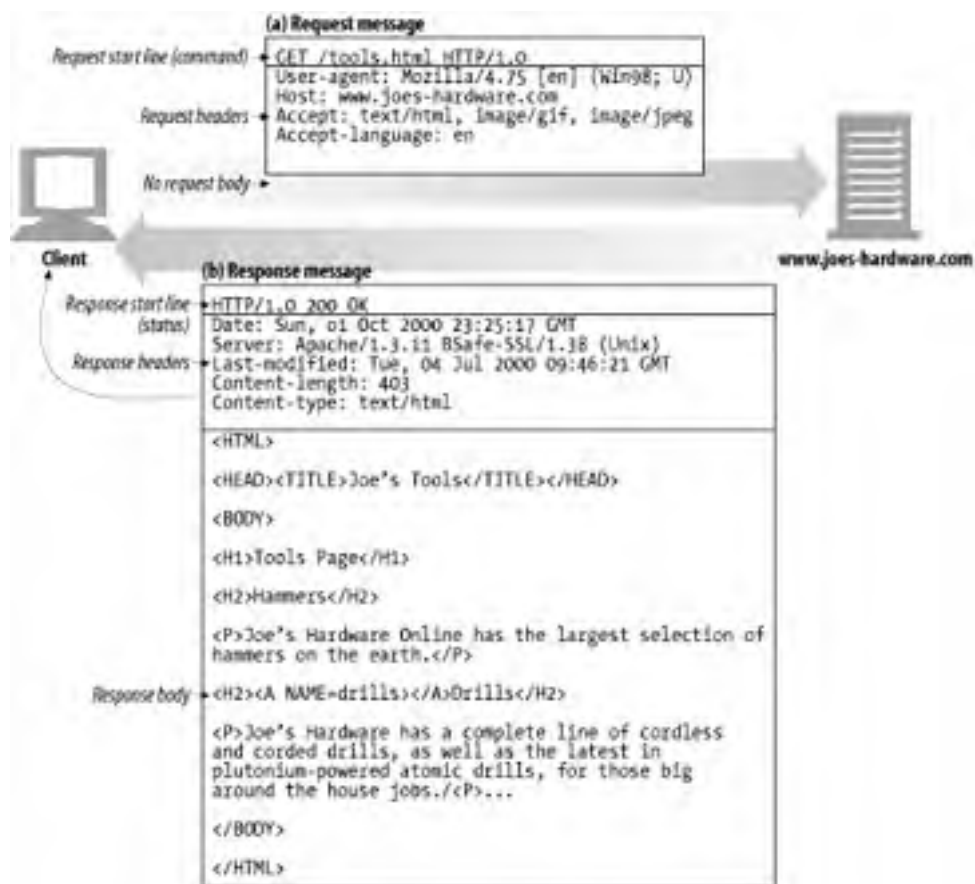 (a) Request message
Request start line (command)
GET /tools.html HTTP/1.0
User-agent: Mozilla/4.75 [en] (Win98; U)
Host: www.joes-hardware.com
Request headers
Accept: text/html, image/gif, image/jpeg
Accept-language: en
No request body
Client
www.joes-hardware.com
(b) Response message
Response start line
(status)
HTTP/1.0 200 OK
Date: Sun, 01 Oct 2000 23:25:17 GMT
Server: Apache/1.3.11 BSafe-SSL/1.38 (Unix)
Response headers
Last-modified: Tue, 04 Jul 2000 09:46:21 GMT
Content-length: 403
Content-type: text/html
<HTML>
<HEAD><TITLE>Joe's Tools</TITLE></HEAD>
<BODY>
<H1>Tools Page</H1>
<H2>Hammers</H2>
<P>Joe's Hardware Online has the largest selection of
hammers on the earth.</P>
Response body
<H2><A NAME=drills></A>Drills</H2>
<P>Joe's Hardware has a complete line of cordless
and corded drills, as well as the latest in
plutonium-powered atomic drills, for those big
around the house jobs./<P>...
</BODY>
</HTML>